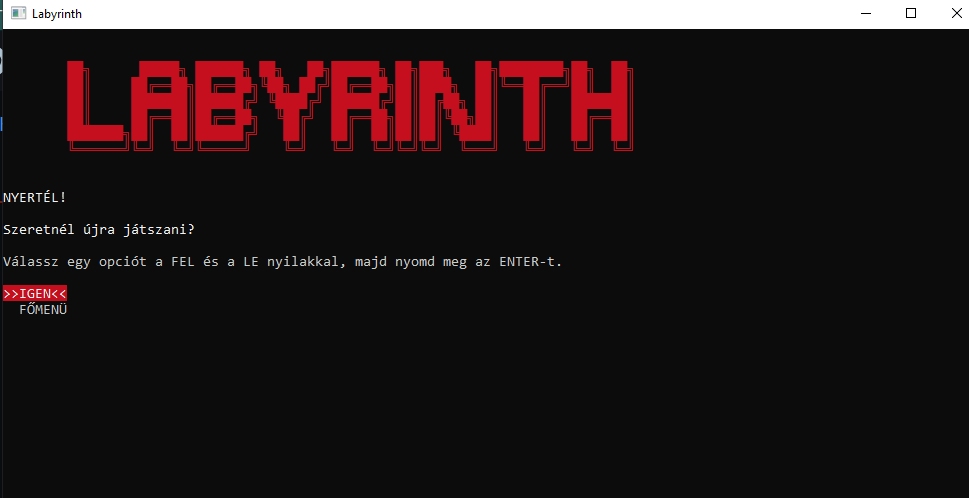 Labyrinth
LABYRINTH
NYERTÉL!
Szeretnél újra játszani?
Válassz egy opciót a FEL és a LE nyilakkal, majd nyomd meg az ENTER-t.
>>IGEN<<
FŐMENÜ